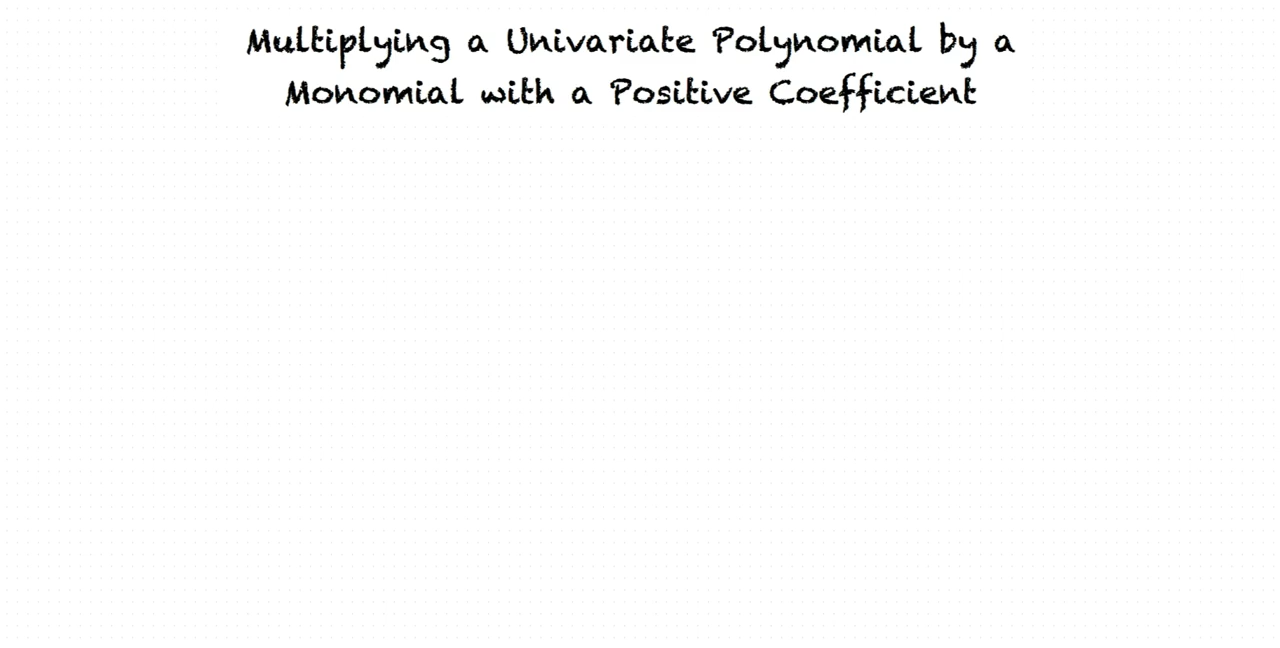 Multiplying a Univariate Polynomial by a
Monomial with a Positive Coefficient